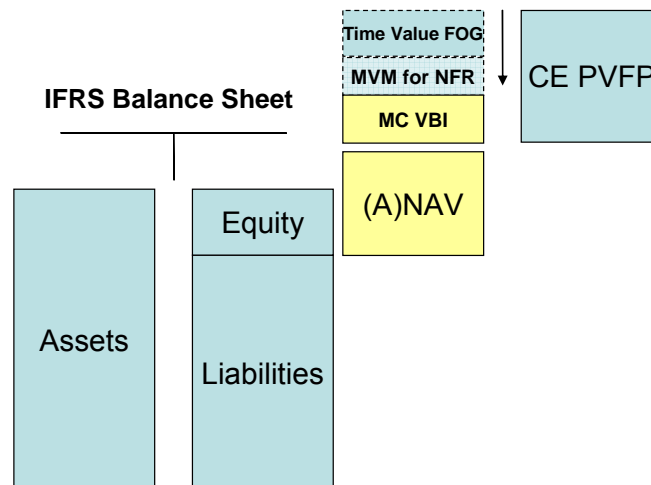 Time Value FOG
MVM for NFR
CE PVFP
IFRS Balance Sheet
MC VBI
(A)NAV
Equity
Assets
Liabilities